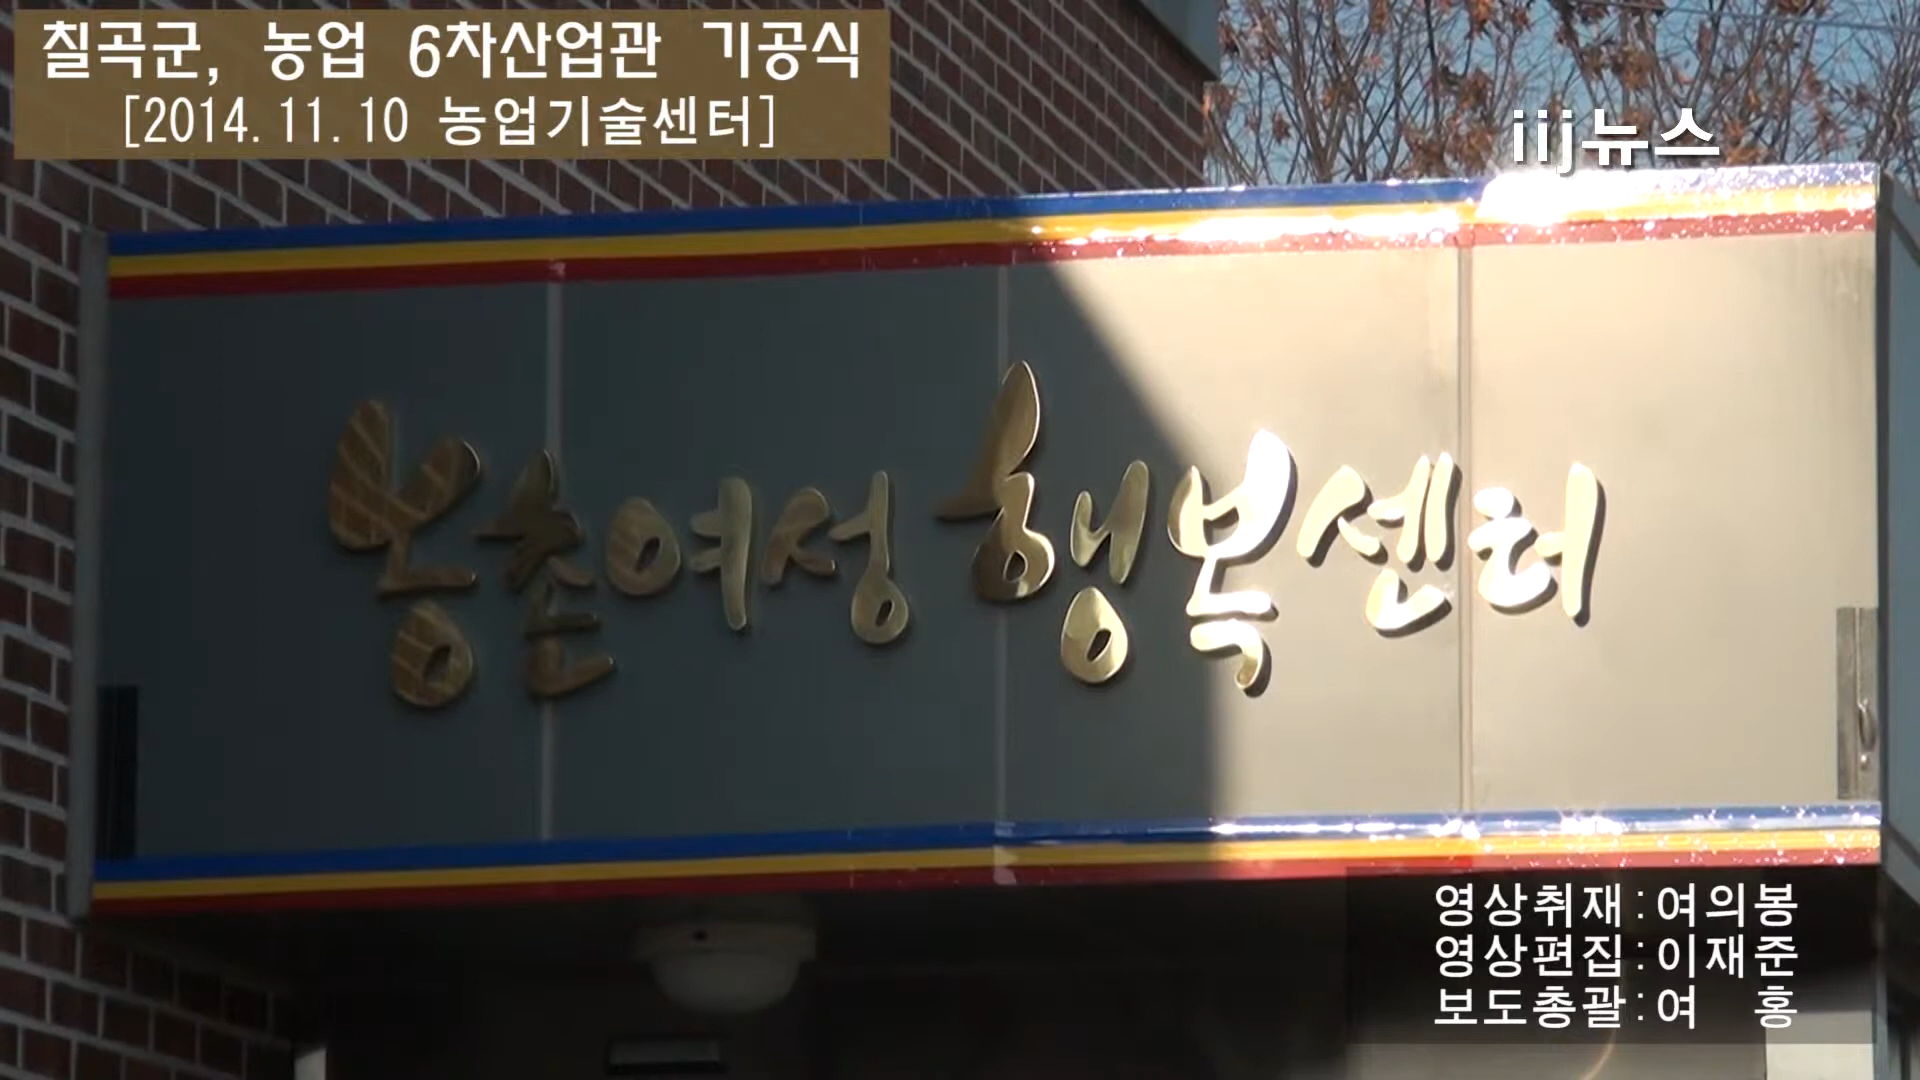 칠곡군, 농업 6차산업관 기공식
[2014.11.10 농업기술센터]
iij뉴스
농촌여성 행복센터
영상취재:여의봉
영상편집:이재준
보도총괄:여 홍